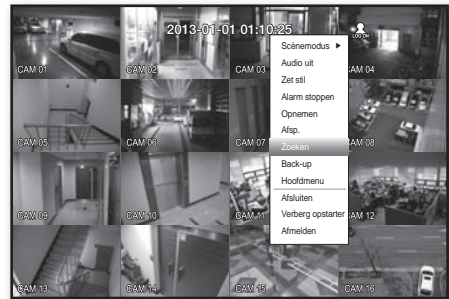 2013-01-01 01:10:25
LOG ON
CAM 01
CAM 02
CAM 03
CAM 04
Scènemodus ▶
Audio uit
Zet stil
Alarm stoppen
Opnemen
Afsp.
Zoeken
Back-up
Hoofdmenu
Afsluiten
Verberg opstarter
Afmelden
CAM 05
CAM 06
CAM 07
CAM 08
CAM 09
CAM 10
CAM 11
CAM 12
CAM 13
CAM 14
CAM 15
CAM 16